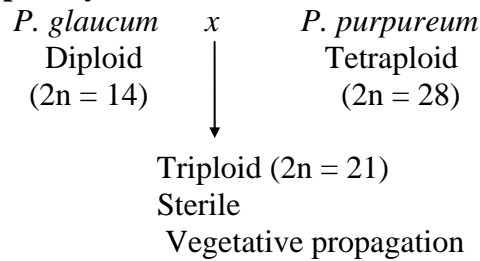 P. glaucum x P. purpureum
Diploid Tetraploid
(2n = 14) (2n = 28)
Triploid (2n = 21)
Sterile
Vegetative propagation